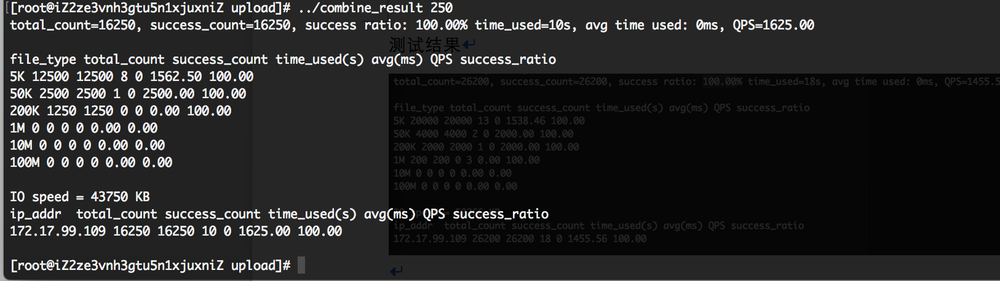 [root@iZ2ze3vnh3gtu5n1xjuxniZ upload]# ../combine_result 250
total_count=16250, success_count=16250, success ratio: 100.00% time_used=10s, avg time used: 0ms, QPS=1625.00
file_type total_count success_count time_used(s) avg(ms) QPS success_ratio
5K 12500 12500 8 0 1562.50 100.00
50K 2500 2500 1 0 2500.00 100.00
200K 1250 1250 0 0 0.00 100.00
1M 0 0 0 0 0.00 0.00
10M 0 0 0 0 0.00 0.00
100M 0 0 0 0 0.00 0.00
IO speed = 43750 KB
ip_addr  total_count success_count time_used(s) avg(ms) QPS success_ratio
172.17.99.109 16250 16250 10 0 1625.00 100.00
[root@iZ2ze3vnh3gtu5n1xjuxniZ upload]#
测试结果
total_count=26200, success_count=26200, success ratio: 100.00% time_used=18s, avg time used: 0ms, QPS=1455.5
file_type total_count success_count time_used(s) avg(ms) QPS success_ratio
5K 20000 20000 13 0 1538.46 100.00
50K 4000 4000 2 0 2000.00 100.00
200K 2000 2000 1 0 2000.00 100.00
1M 200 200 0 3 0.00 100.00
10M 0 0 0 0 0.00 0.00
100M 0 0 0 0 0.00 0.00
ip_addr  total_count success_count time_used(s) avg(ms) QPS success_ratio
172.17.99.109 26200 26200 18 0 1455.56 100.00